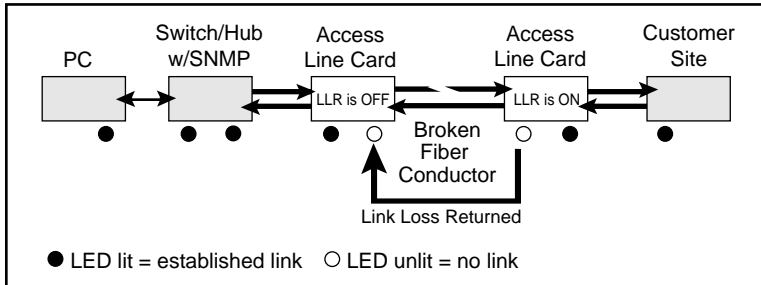 PC
Switch/Hub
w/SNMP
Access
Line Card
Access
Line Card
Customer
Site
LLR is OFF
LLR is ON
Broken
Fiber
Conductor
Link Loss Returned
LED lit = established link
LED unlit = no link